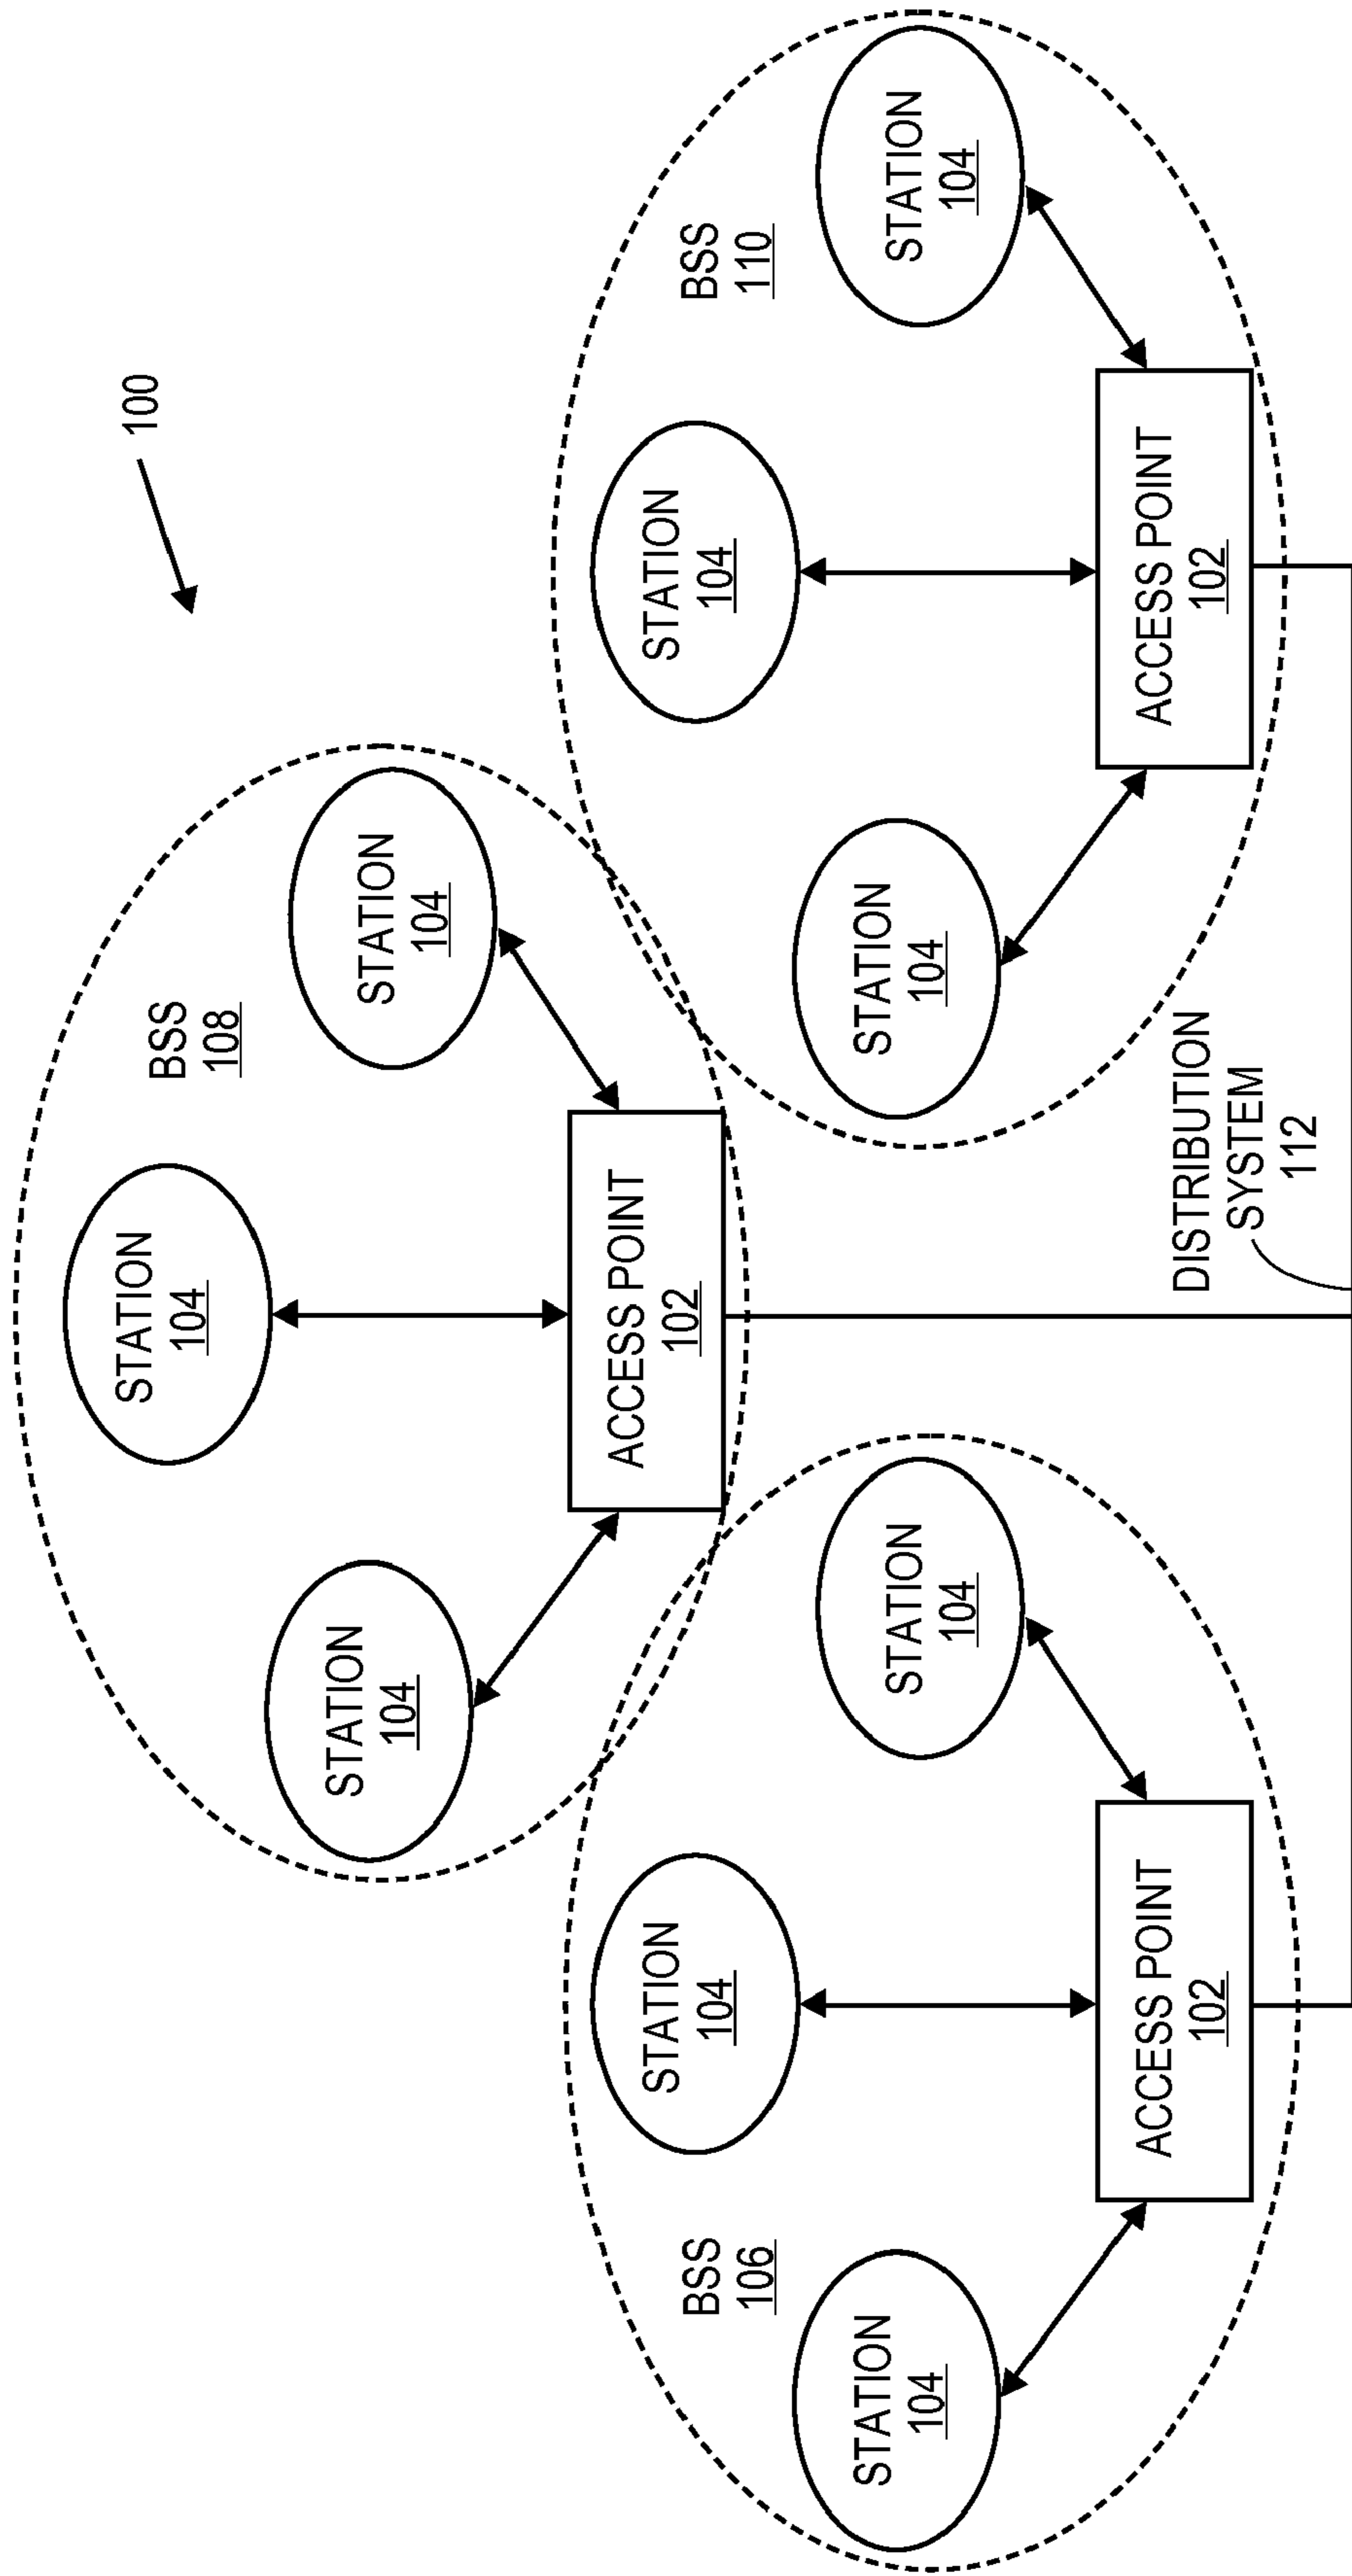 100
BSS
108
STATION
104
STATION
104
STATION
104
ACCESS POINT
102
BSS
106
STATION
104
STATION
104
STATION
104
ACCESS POINT
102
BSS
110
STATION
104
STATION
104
STATION
104
ACCESS POINT
102
DISTRIBUTION
SYSTEM
112